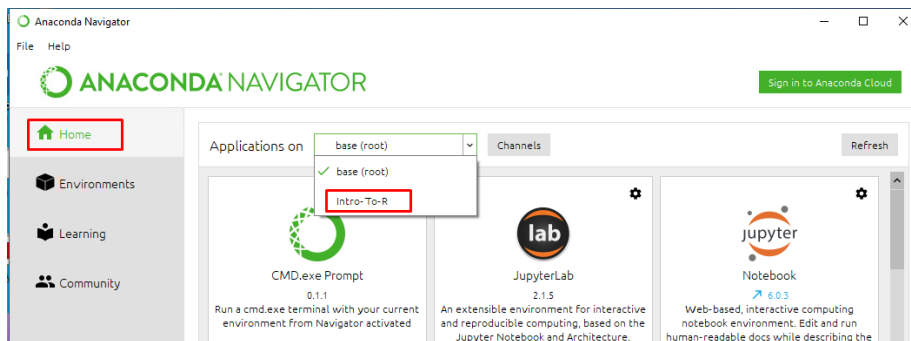 Anaconda Navigator
File Help
ANACONDA NAVIGATOR
Sign in to Anaconda Cloud
Home
Applications on base (root) Channels Refresh
base (root)
Intro-To-R
Environments
Learning
Community
lab
jupyter
CMD.exe Prompt
0.1.1
Run a cmd.exe terminal with your current
environment from Navigator activated
JupyterLab
2.1.5
An extensible environment for interactive
and reproducible computing, based on the
Jupyter Notebook and Architecture.
Notebook
6.0.3
Web-based, interactive computing
notebook environment. Edit and run
human-readable docs while describing the